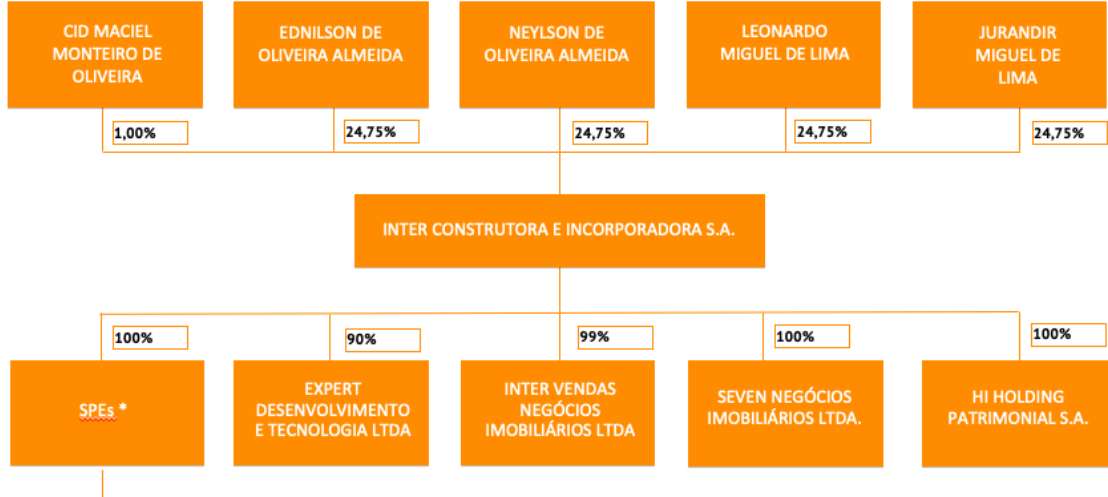 CID MACIEL
MONTEIRO DE
OLIVEIRA
EDNILSON DE
OLIVEIRA ALMEIDA
NEYLSON DE
OLIVEIRA ALMEIDA
LEONARDO
MIGUEL DE LIMA
JURANDIR
MIGUEL DE
LIMA
1,00%
24,75%
24,75%
24,75%
24,75%
INTER CONSTRUTORA E INCORPORADORA S.A.
100%
90%
99%
100%
100%
SPEs *
EXPERT
DESENVOLVIMENTO
E TECNOLOGIA LTDA
INTER VENDAS
NEGÓCIOS
IMOBILIÁRIOS LTDA
SEVEN NEGÓCIOS
IMOBILIÁRIOS LTDA.
HI HOLDING
PATRIMONIAL S.A.